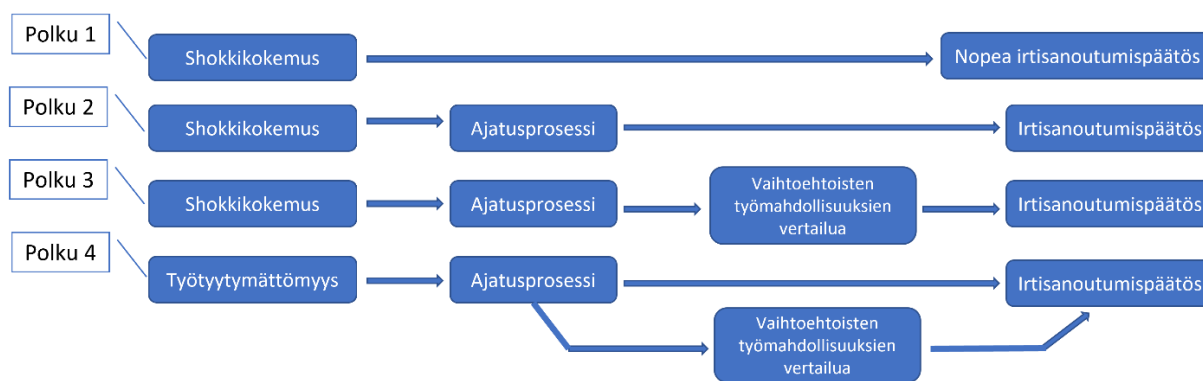 Polku 1
Shokkikokemus
Nopea irtisanoutumispäätös
Polku 2
Shokkikokemus
Ajatusprosessi
Irtisanoutumispäätös
Polku 3
Shokkikokemus
Ajatusprosessi
Vaihtoehtoisten
työmahdollisuuksien
vertailua
Irtisanoutumispäätös
Polku 4
Työtyytymättömyys
Ajatusprosessi
Irtisanoutumispäätös
Vaihtoehtoisten
työmahdollisuuksien
vertailua